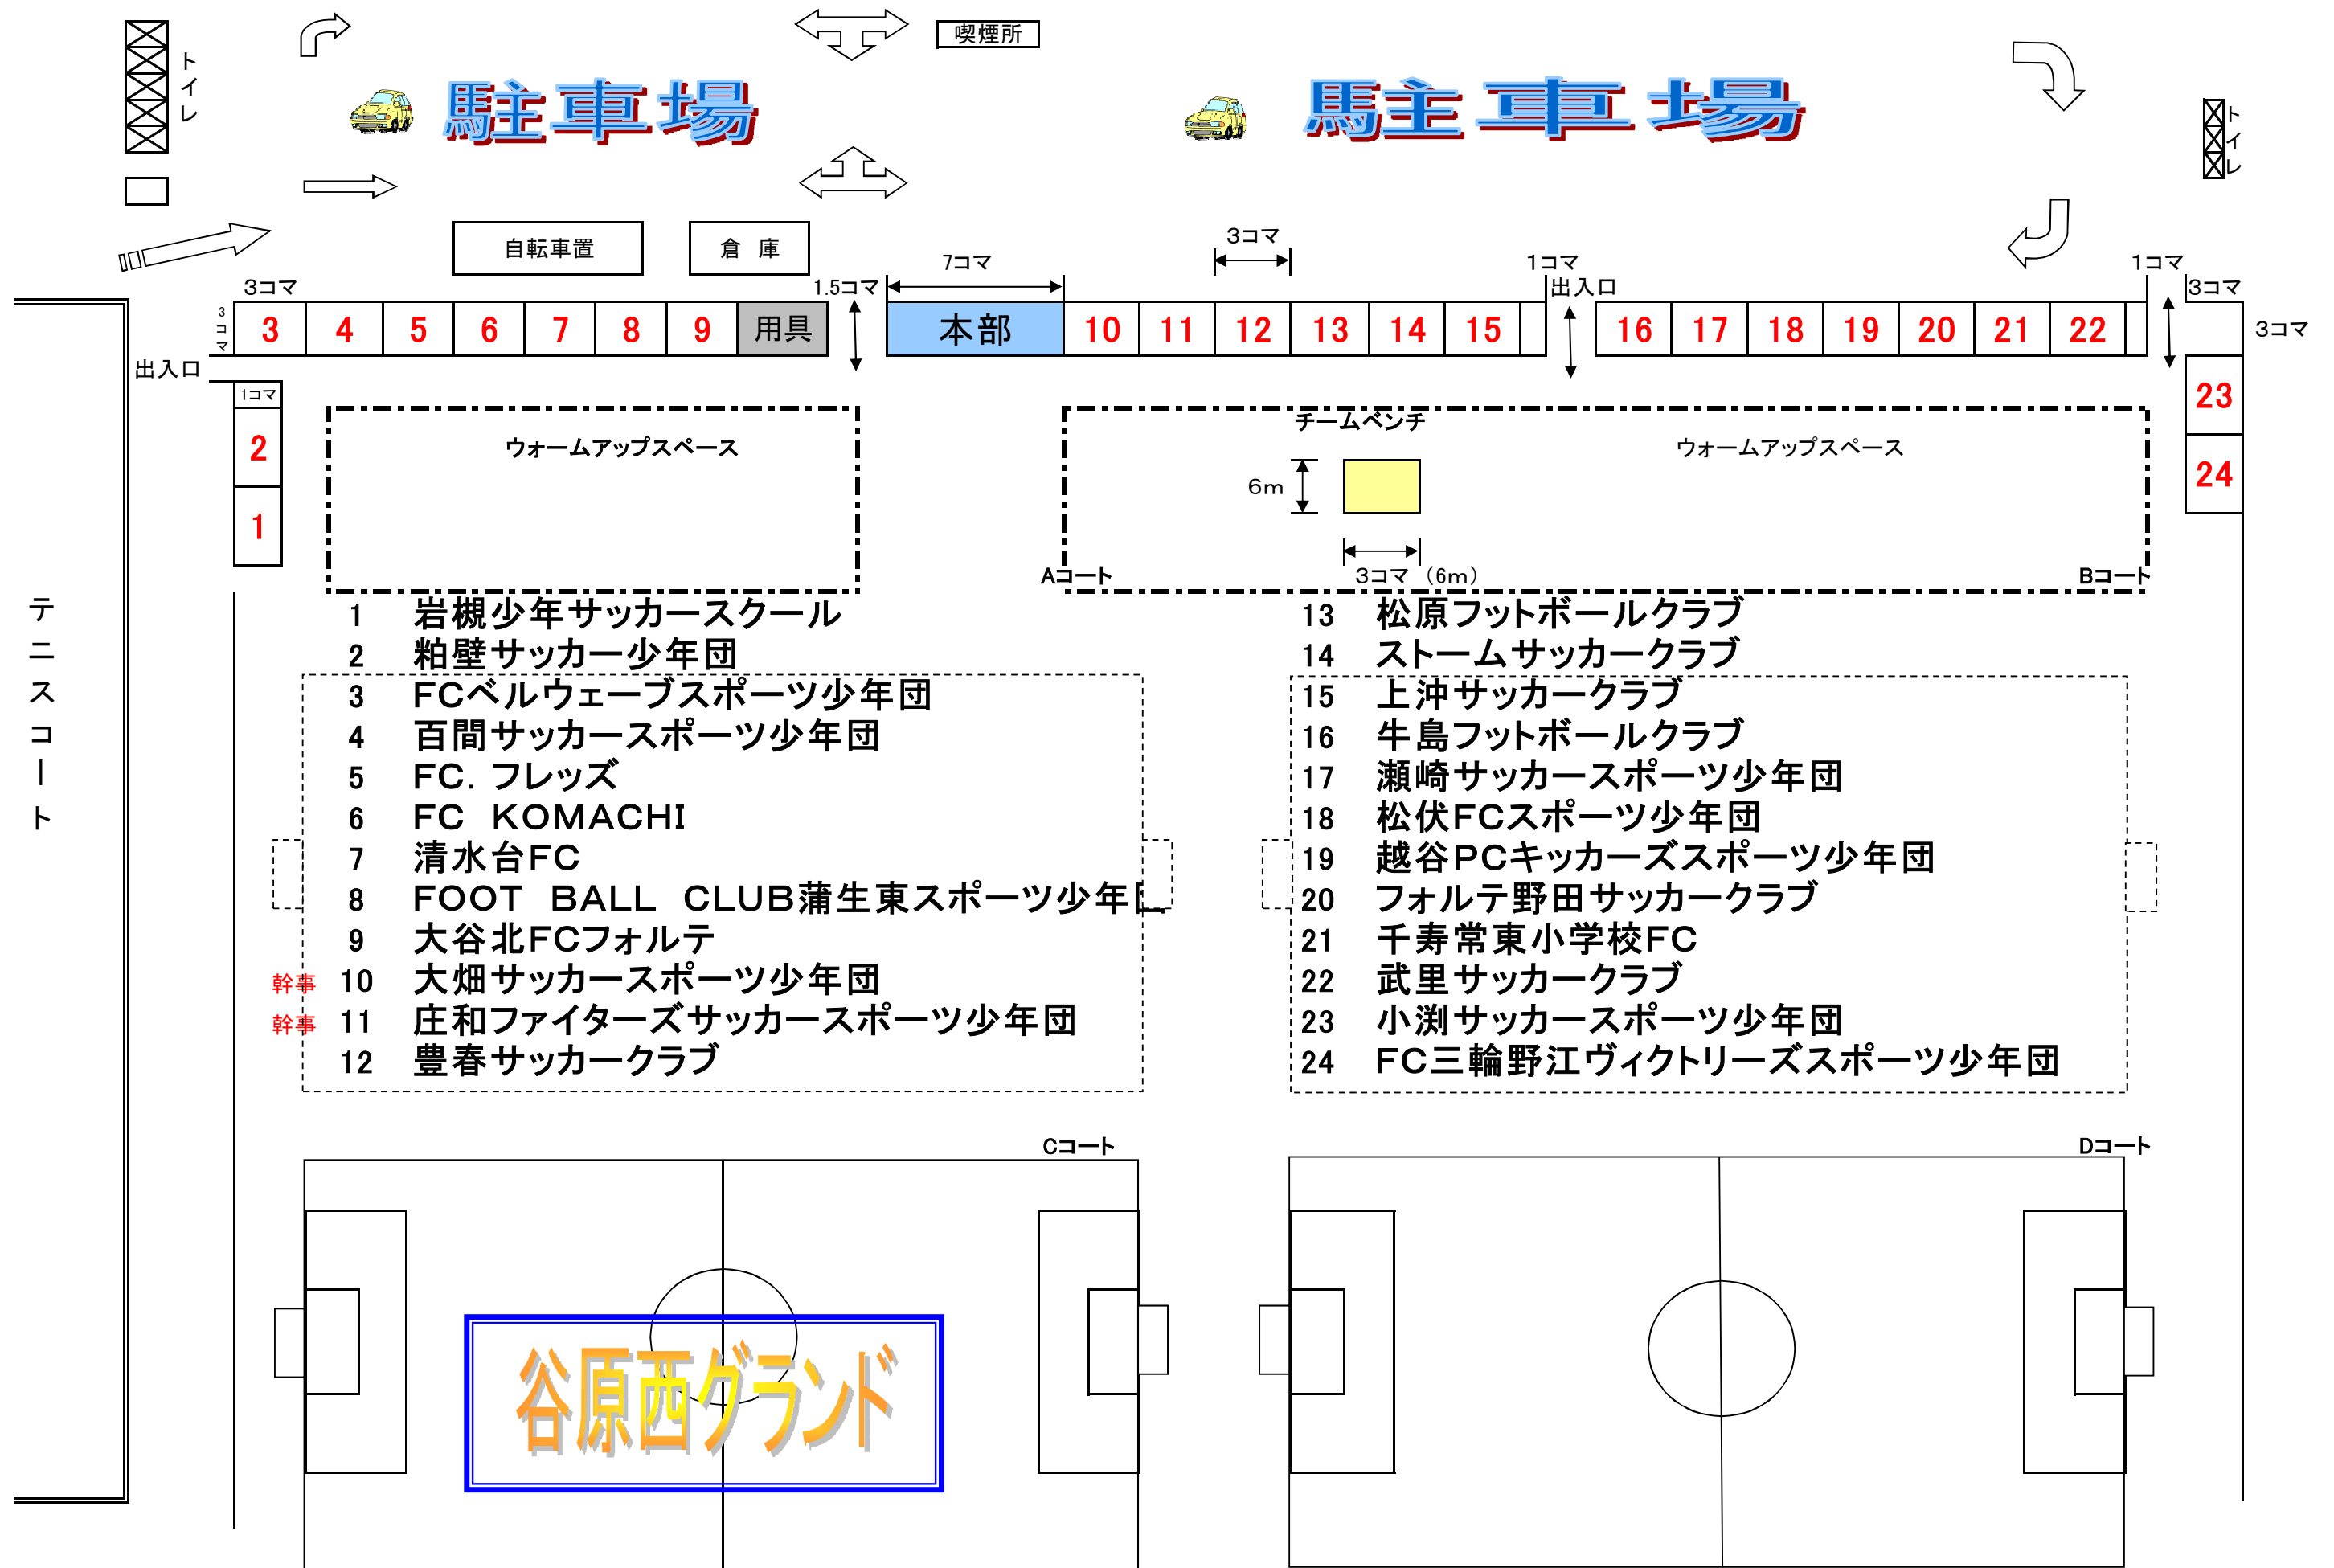 喫煙所
トイレ
駐車場
駐車場
トイレ
自転車置
倉　庫
3コマ
7コマ
1コマ
1コマ
3コマ
1.5コマ
出入口
3コマ
3コマ
3
4
5
6
7
8
9
用具
本部
10
11
12
13
14
15
16
17
18
19
20
21
22
3コマ
出入口
1コマ
2
1
23
24
チームベンチ
ウォームアップスペース
ウォームアップスペース
6m
3コマ（6m）
Aコート
Bコート
テニスコート
1 岩槻少年サッカースクール
2 粕壁サッカー少年団
3 FCベルウェーブスポーツ少年団
4 百間サッカースポーツ少年団
5 FC．フレッズ
6 FC　KOMACHI
7 清水台FC
8 FOOT　BALL　CLUB蒲生東スポーツ少年
9 大谷北FCフォルテ
幹事 10 大畑サッカースポーツ少年団
幹事 11 庄和ファイターズサッカースポーツ少年団
12 豊春サッカークラブ
13 松原フットボールクラブ
14 ストームサッカークラブ
15 上沖サッカークラブ
16 牛島フットボールクラブ
17 瀬崎サッカースポーツ少年団
18 松伏FCスポーツ少年団
19 越谷PCキッカーズスポーツ少年団
20 フォルテ野田サッカークラブ
21 千寿常東小学校FC
22 武里サッカークラブ
23 小渕サッカースポーツ少年団
24 FC三輪野江ヴィクトリーズスポーツ少年団
Cコート
Dコート
谷原西グランド